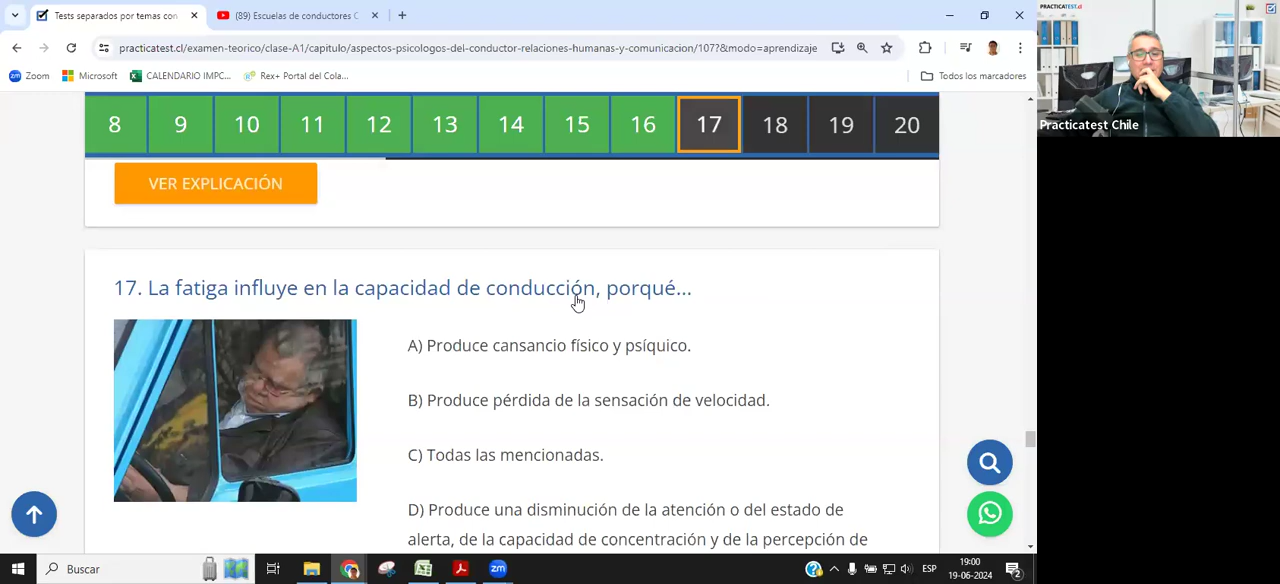 Tests separados por temas con
(89) Escuelas de conductores C
practicatest.cl/examen-teorico/clase-A1/capitulo/aspectos-psicologos-del-conductor-relaciones-humanas-y-comunicacion/107?&modo=aprendizaje
Zoom
Microsoft
CALENDARIO IMPC...
Rex+ Portal del Cola...
Todos los marcadores
PRACTICATEST.cl
Practicatest Chile
8 9 10 11 12 13 14 15 16 17 18 19 20
VER EXPLICACIÓN
17. La fatiga influye en la capacidad de conducción, porqué...
A) Produce cansancio físico y psíquico.
B) Produce pérdida de la sensación de velocidad.
C) Todas las mencionadas.
D) Produce una disminución de la atención o del estado de
alerta, de la capacidad de concentración y de la percepción de
Buscar
ESP
19:00
19-06-2024
2